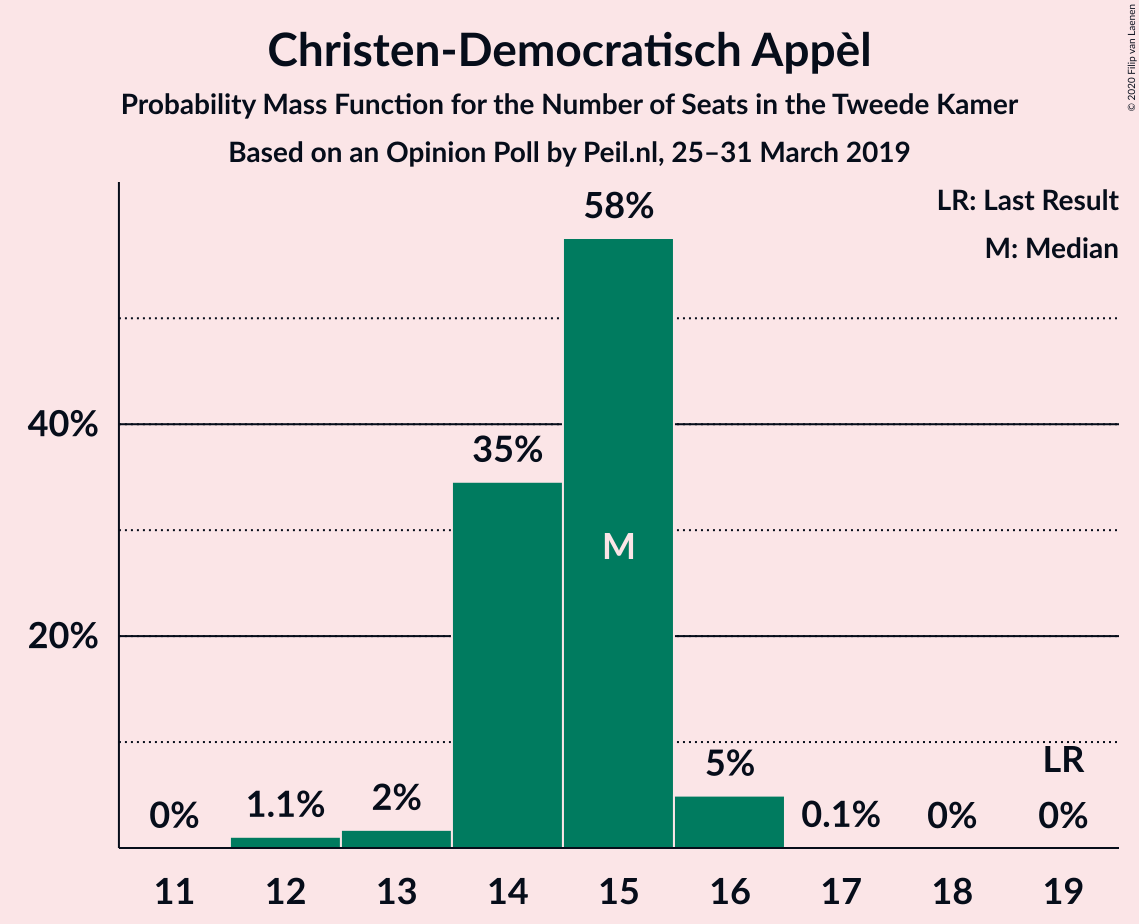 Christen-Democratisch Appèl
Probability Mass Function for the Number of Seats in the Tweede Kamer
Based on an Opinion Poll by Peil.nl, 25–31 March 2019
© 2020 Filip van Laenen
LR: Last Result
M: Median
58%
40%
35%
M
20%
5%
LR
0%
1.1%
2%
0.1%
0%
0%
11 12 13 14 15 16 17 18 19